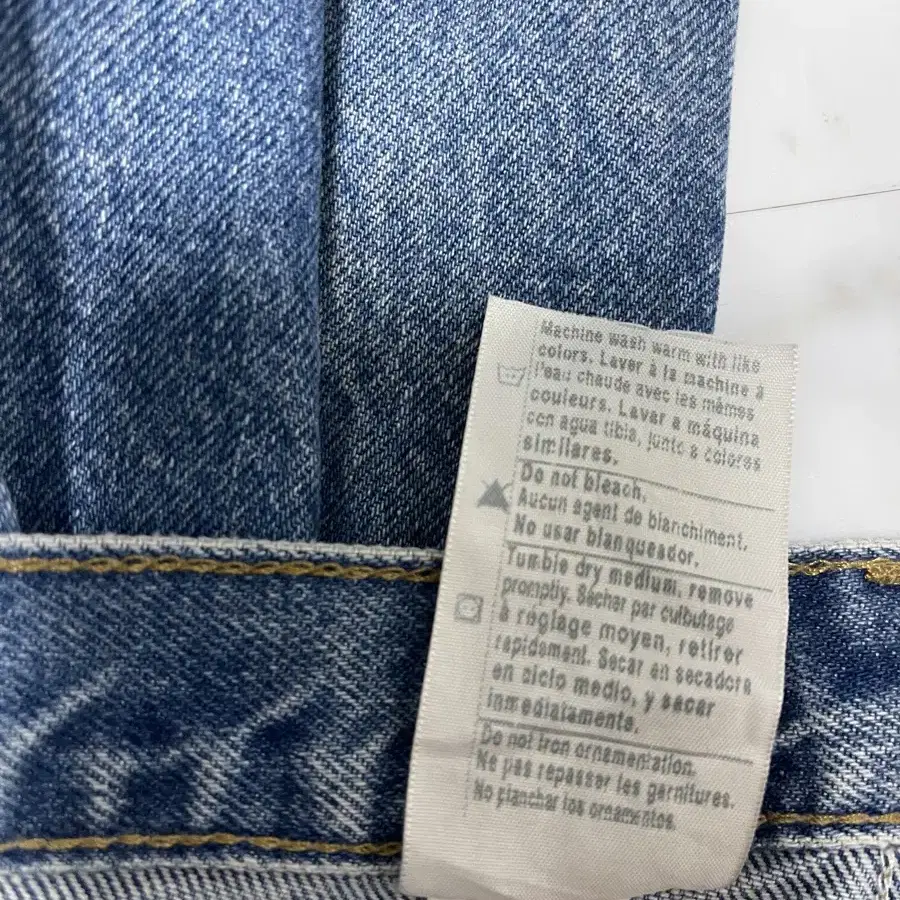 Machine wash warm with like
colors. Laver à la machine à
l'eau chaude avec les mêmes
couleurs. Lavar a máquina
con agua tibia, junto a colores
similares.
Do not bleach.
Aucun agent de blanchiment.
No usar blanqueador.
Tumble dry medium, remove
promptly. Sécher par culbutage
à réglage moyen, retirer
rapidement. Secar en secadora
en ciclo medio, y sacar
inmediatamente.
Do not iron ornamentation.
Ne pas repasser les garnitures.
No planchar los ornamentos.